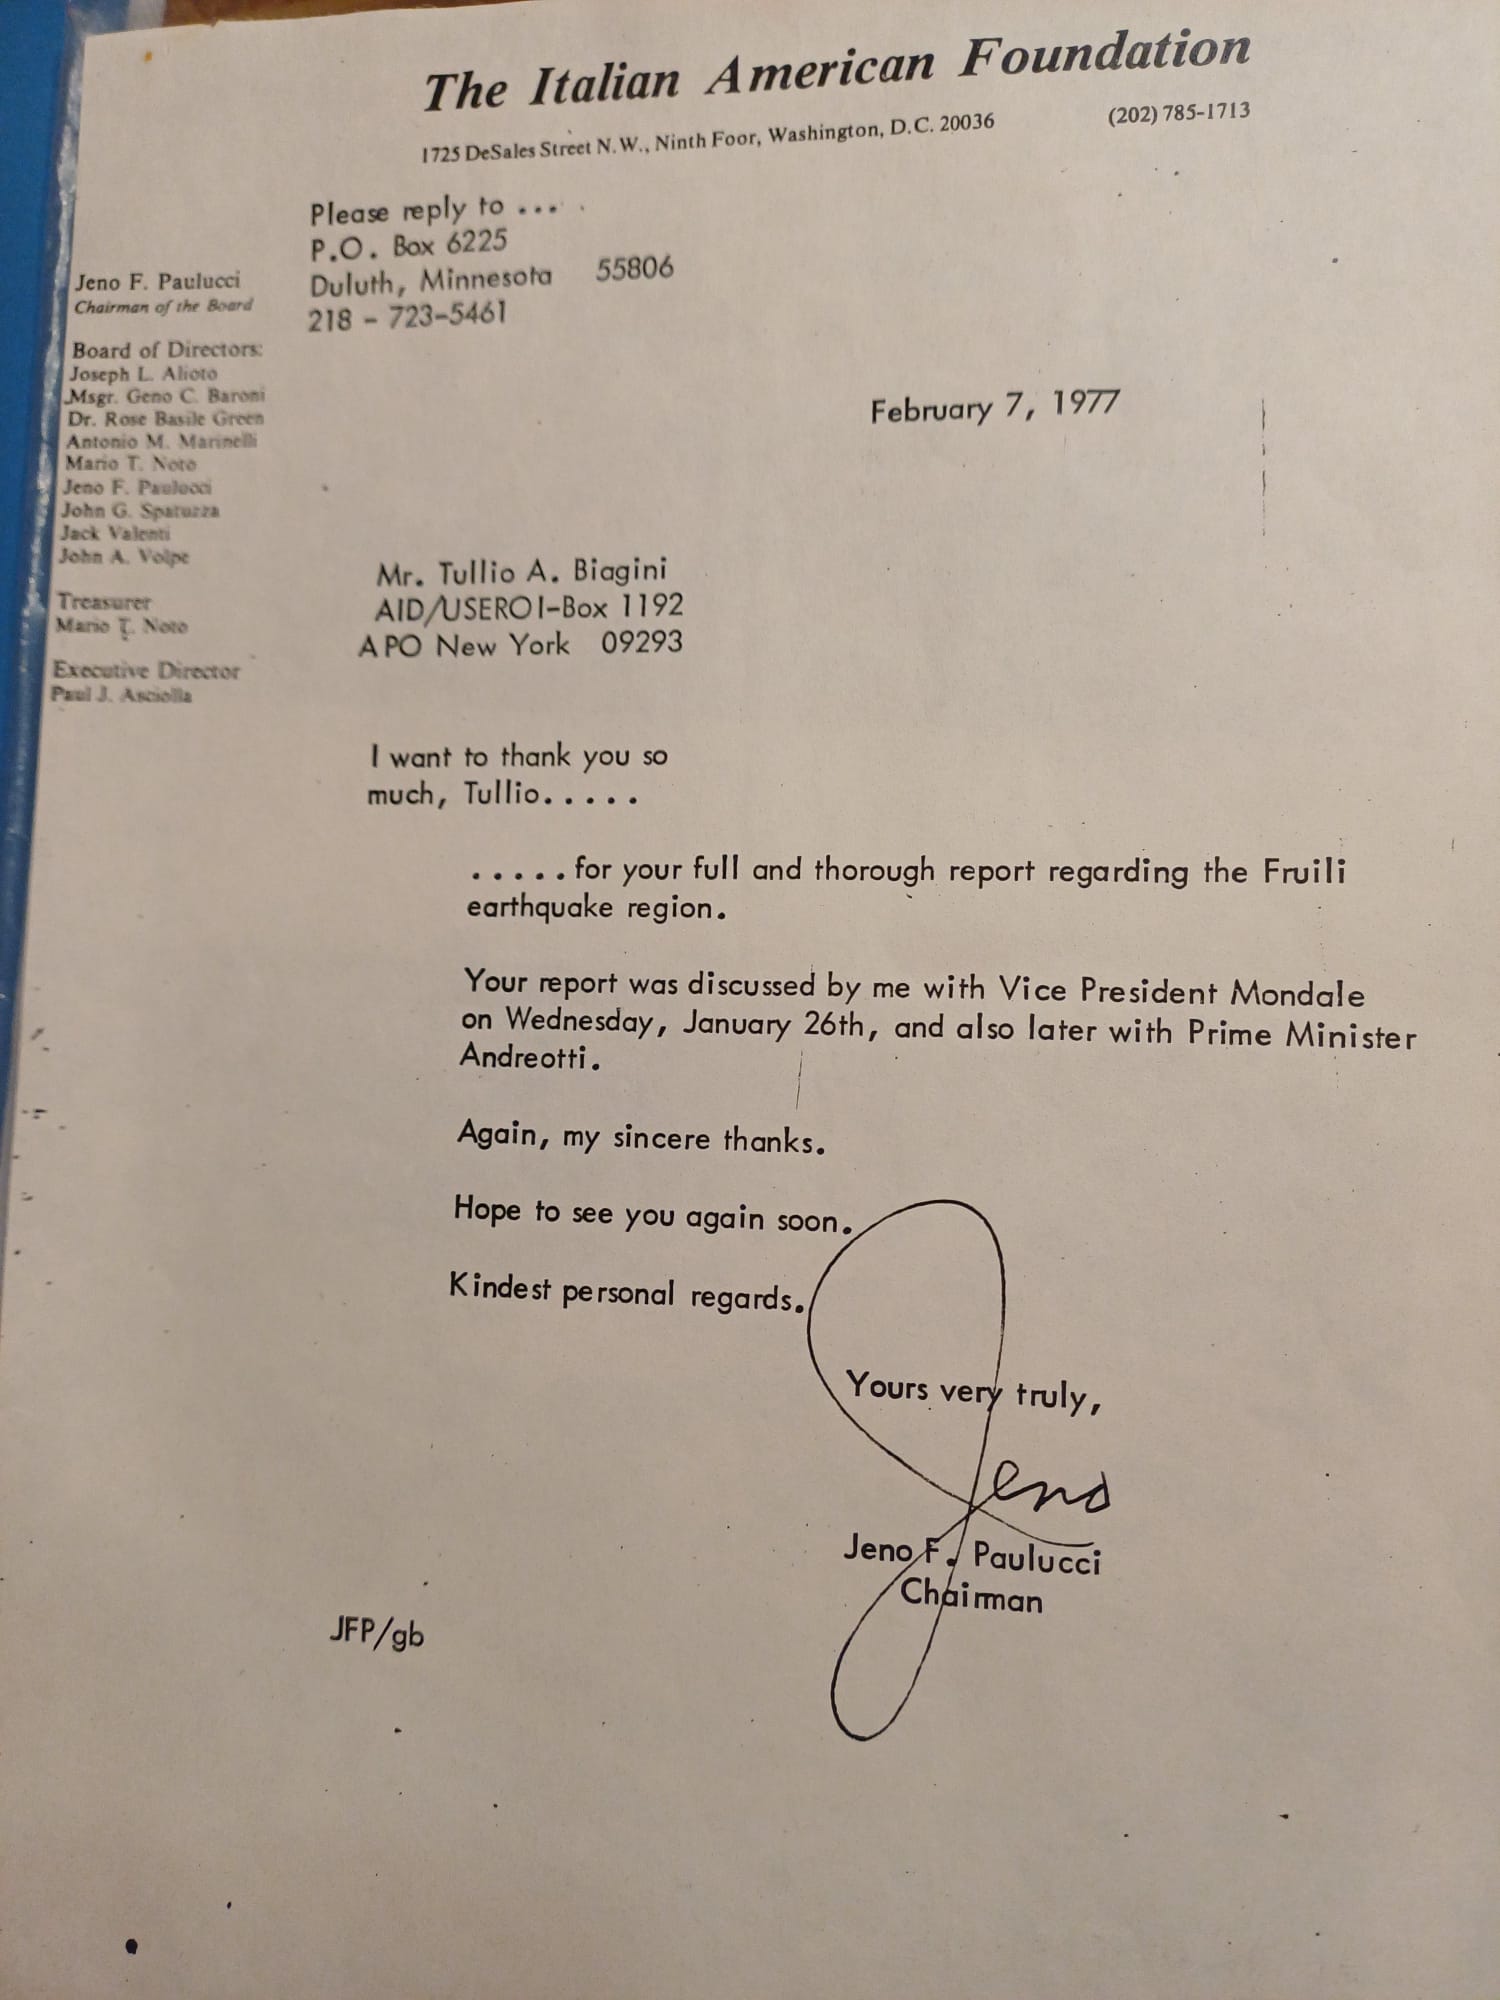 The Italian American Foundation
1725 DeSales Street N.W., Ninth Foor, Washington, D.C. 20036 (202) 785-1713
Please reply to ...
P.O. Box 6225
Duluth, Minnesota 55806
218 - 723-5461
Jeno F. Paulucci
Chairman of the Board
Board of Directors:
Joseph L. Alioto
Msgr. Geno C. Baroni
Dr. Rose Basile Green
Antonio M. Marinelli
Mario T. Noto
Jeno F. Paulucci
John G. Spatuzza
Jack Valenti
John A. Volpe
Treasurer
Mario T. Noto
Executive Director
Paul J. Asciolla
February 7, 1977
Mr. Tullio A. Biagini
AID/USEROI-Box 1192
APO New York 09293
I want to thank you so
much, Tullio.....
.....for your full and thorough report regarding the Fruili
earthquake region.
Your report was discussed by me with Vice President Mondale
on Wednesday, January 26th, and also later with Prime Minister
Andreotti.
Again, my sincere thanks.
Hope to see you again soon.
Kindest personal regards.
Yours very truly,
Jeno
Jeno F. Paulucci
Chairman
JFP/gb